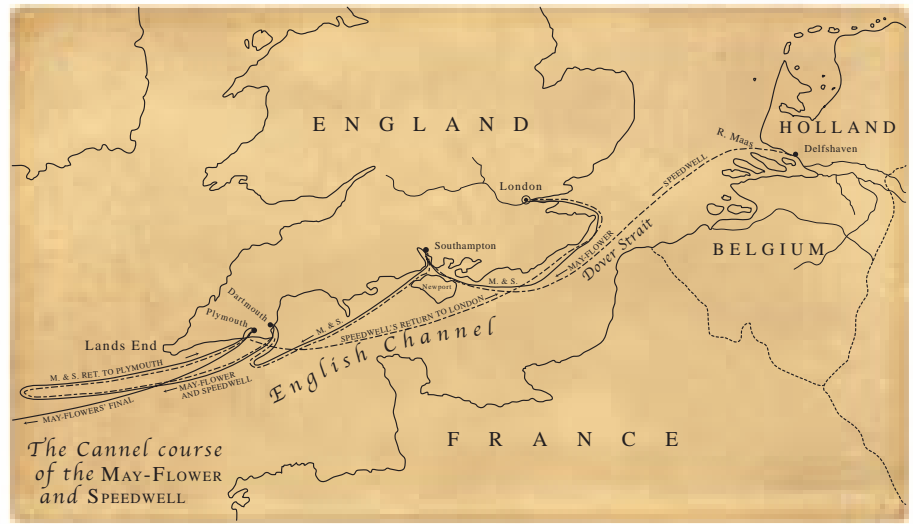 ENGLAND
HOLLAND
R. Maas
Delfshaven
SPEEDWELL
London
BELGIUM
MAY-FLOWER
Dover Strait
Southampton
Newport
M. & S.
Dartmouth
Plymouth
M. & S.
SPEEDWELL'S RETURN TO LONDON
English Channel
Lands End
M. & S. RET. TO PLYMOUTH
MAY-FLOWER
AND SPEEDWELL
MAY-FLOWERS' FINAL
FRANCE
The Cannel course
of the MAY-FLOWER
and SPEEDWELL